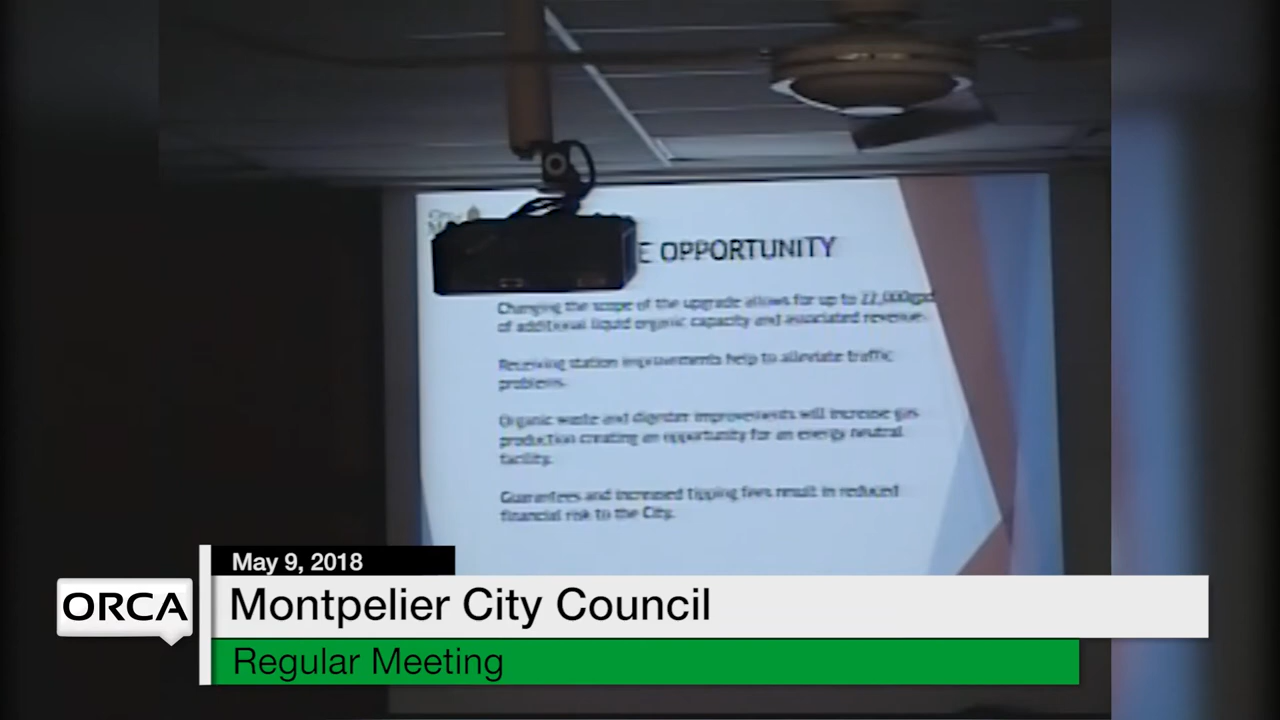 City
E OPPORTUNITY
Changing the scope of the upgrade allows for up to 22,000gpd
of additional liquid organic capacity and associated revenue.
Receiving station improvements help to alleviate traffic
problems.
Organic waste and digester improvements will increase gas
production creating an opportunity for an energy neutral
facility.
Guarantees and increased tipping fees result in reduced
financial risk to the City.
May 9, 2018
ORCA
Montpelier City Council
Regular Meeting